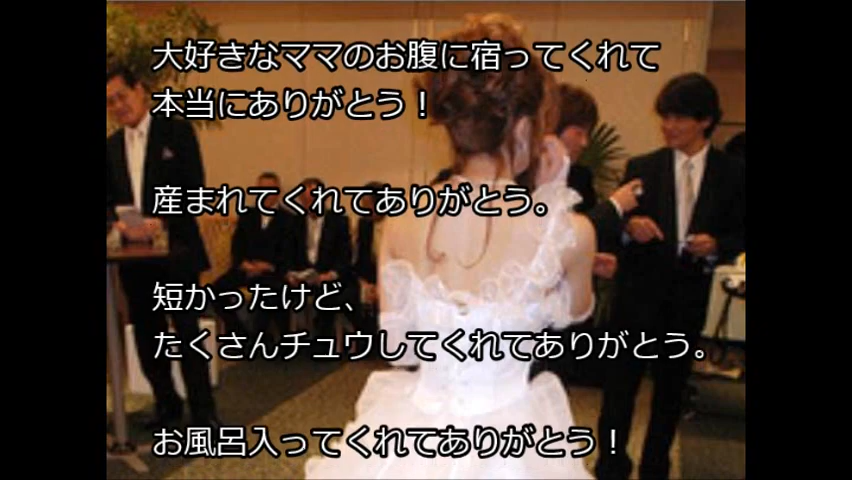 大好きなママのお腹に宿ってくれて
本当にありがとう！
産まれてくれてありがとう。
短かったけど、
たくさんチュウしてくれてありがとう。
お風呂入ってくれてありがとう！